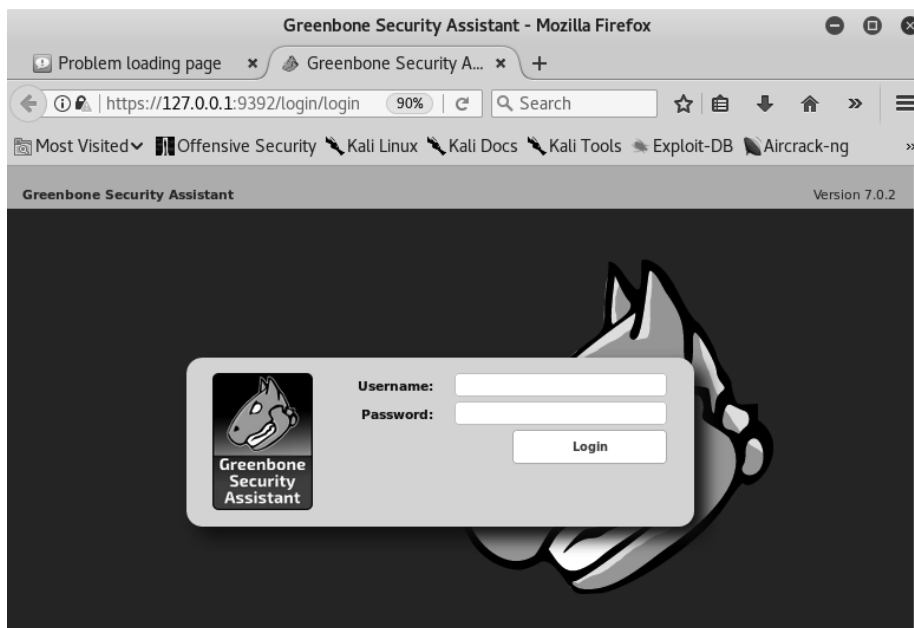 Greenbone Security Assistant - Mozilla Firefox
Problem loading page
Greenbone Security A...
https://127.0.0.1:9392/login/login
90%
Search
Most Visited
Offensive Security
Kali Linux
Kali Docs
Kali Tools
Exploit-DB
Aircrack-ng
Greenbone Security Assistant
Version 7.0.2
Username:
Password:
Login
Greenbone
Security
Assistant